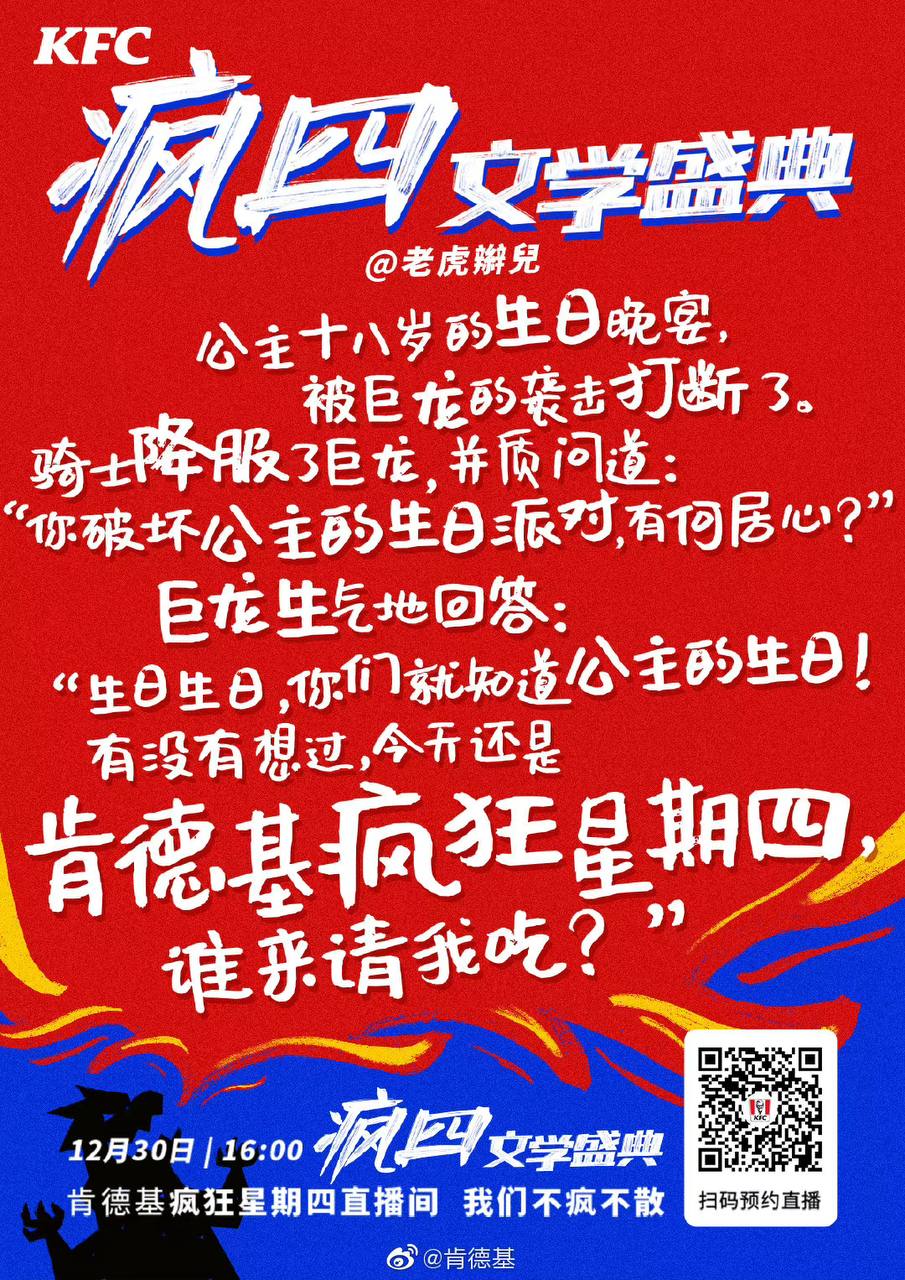 KFC
疯四文学盛典
@老虎辮兒
公主十八岁的生日晚宴,
被巨龙的袭击打断了。
骑士降服了巨龙,并质问道:
“你破坏公主的生日派对,有何居心?”
巨龙生气地回答:
“生日生日,你们就知道公主的生日!
有没有想过,今天还是
肯德基疯狂星期四,
谁来请我吃?”
12月30日 | 16:00 疯四文学盛典
肯德基疯狂星期四直播间 我们不疯不散
KFC
扫码预约直播
@肯德基